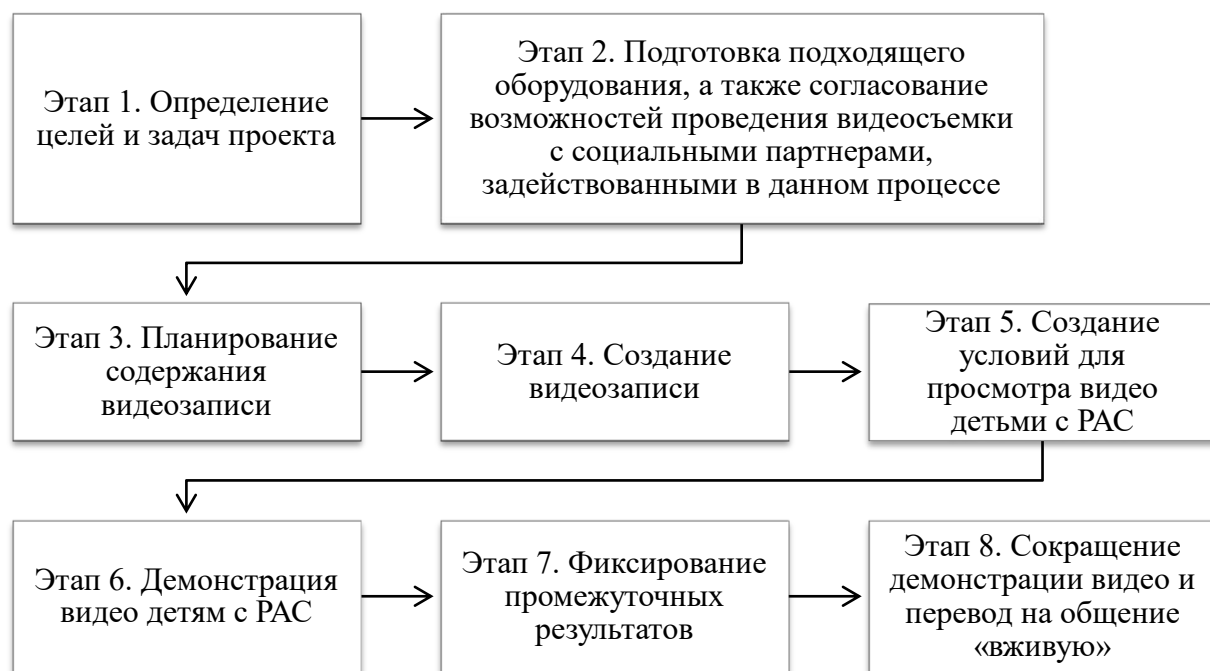 Этап 1. Определение
целей и задач проекта
Этап 2. Подготовка подходящего
оборудования, а также согласование
возможностей проведения видеосъемки
с социальными партнерами,
задействованными в данном процессе
Этап 3. Планирование
содержания
видеозаписи
Этап 4. Создание
видеозаписи
Этап 5. Создание
условий для
просмотра видео
детьми с РАС
Этап 6. Демонстрация
видео детям с РАС
Этап 7. Фиксирование
промежуточных
результатов
Этап 8. Сокращение
демонстрации видео и
перевод на общение
«вживую»